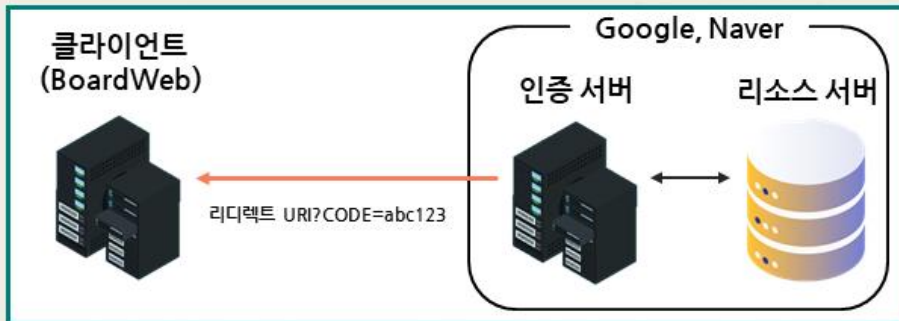 클라이언트
(BoardWeb)
Google, Naver
인증 서버
리소스 서버
리디렉트 URI?CODE=abc123